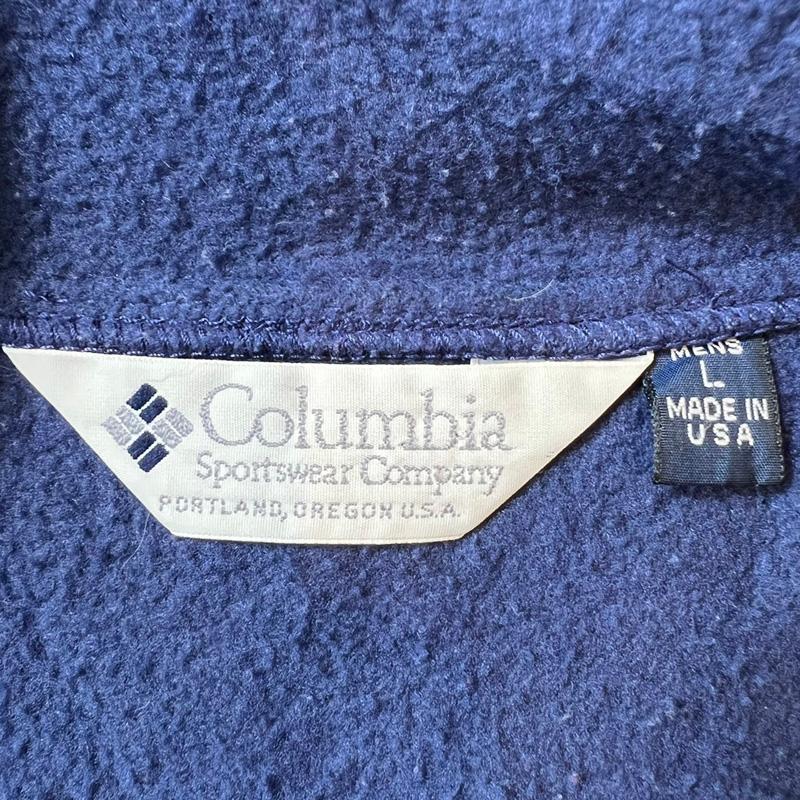 Columbia
Sportswear Company
PORTLAND, OREGON U.S.A.
MENS
L
MADE IN
USA